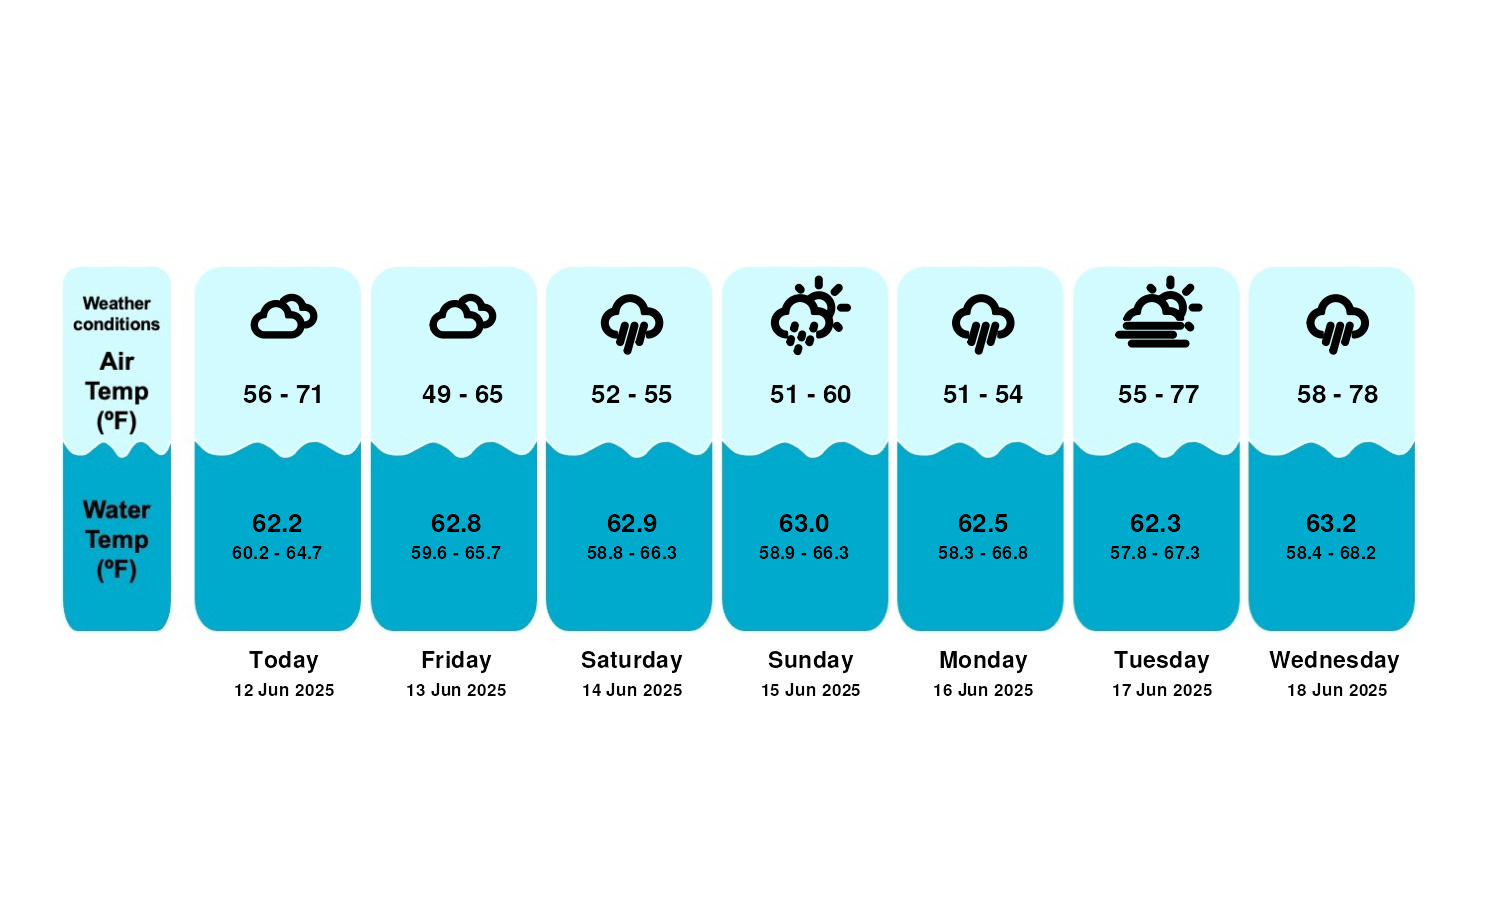 Weather
conditions
Air
Temp
(ºF)
Water
Temp
(ºF)
56 - 71
62.2
60.2 - 64.7
Today
12 Jun 2025
49 - 65
62.8
59.6 - 65.7
Friday
13 Jun 2025
52 - 55
62.9
58.8 - 66.3
Saturday
14 Jun 2025
51 - 60
63.0
58.9 - 66.3
Sunday
15 Jun 2025
51 - 54
62.5
58.3 - 66.8
Monday
16 Jun 2025
55 - 77
62.3
57.8 - 67.3
Tuesday
17 Jun 2025
58 - 78
63.2
58.4 - 68.2
Wednesday
18 Jun 2025